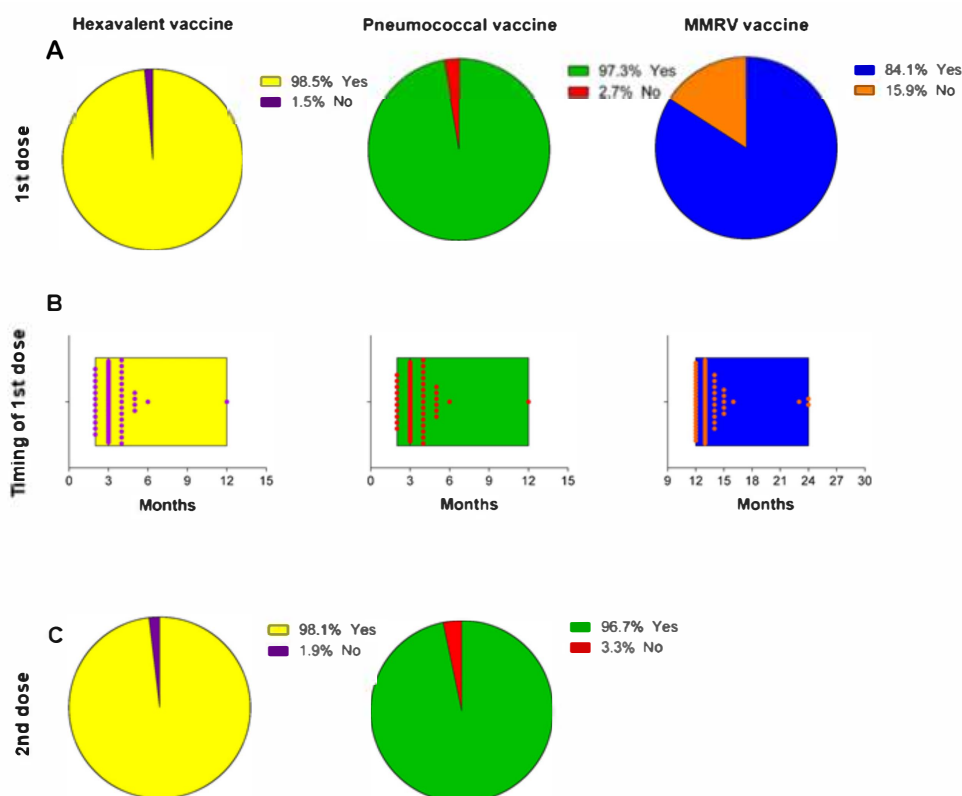 Hexavalent vaccine
Pneumococcal vaccine
MMRV vaccine
A
1st dose
98.5% Yes
1.5% No
97.3% Yes
2.7% No
84.1% Yes
15.9% No
B
Timing of 1st dose
0 3 6 9 12 15
Months
0 3 6 9 12 15
Months
9 12 15 18 21 24 27 30
Months
C
2nd dose
98.1% Yes
1.9% No
96.7% Yes
3.3% No